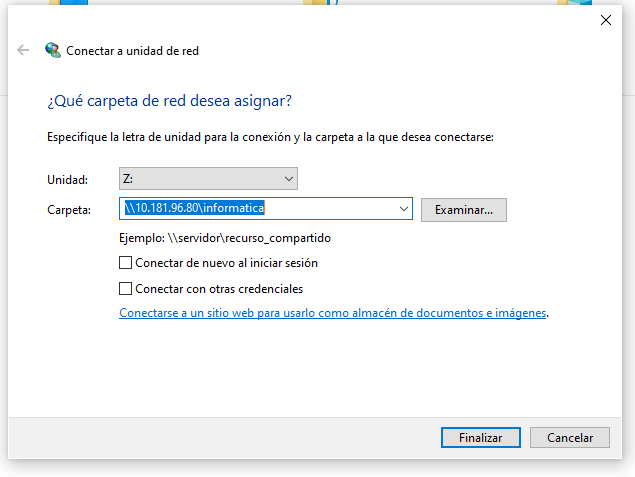 Conectar a unidad de red
¿Qué carpeta de red desea asignar?
Especifique la letra de unidad para la conexión y la carpeta a la que desea conectarse:
Unidad: Z:
Carpeta: \\10.181.96.80\informatica Examinar...
Ejemplo: \\servidor\recurso_compartido
Conectar de nuevo al iniciar sesión
Conectar con otras credenciales
Conectarse a un sitio web para usarlo como almacén de documentos e imágenes.
Finalizar Cancelar